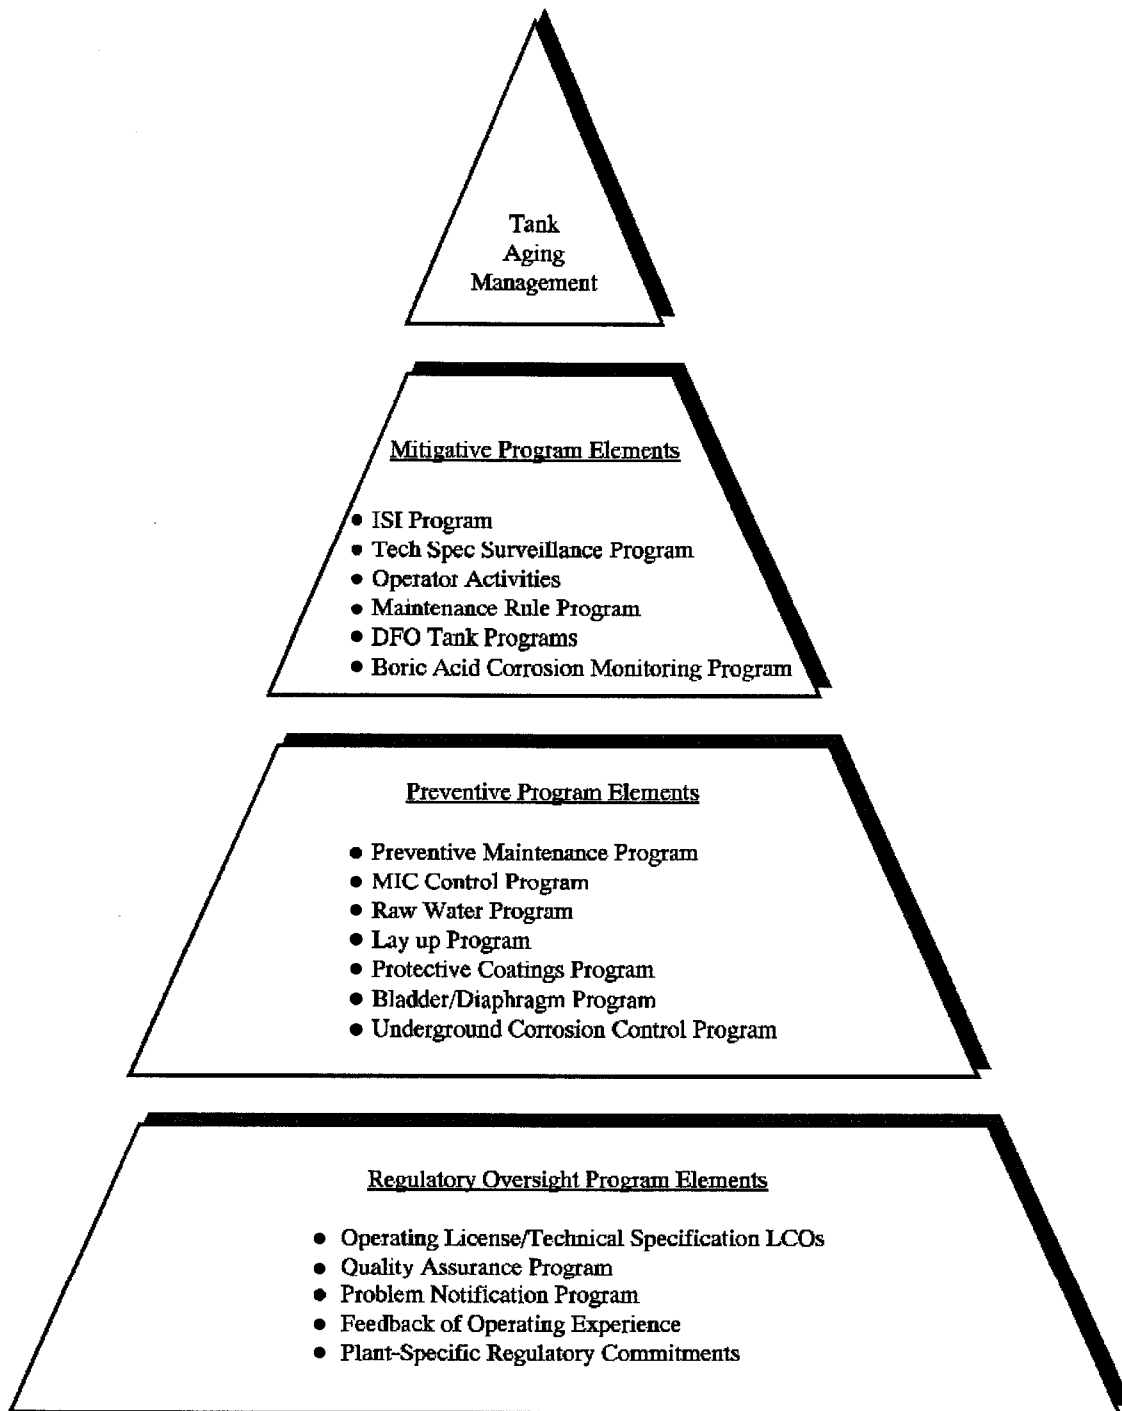 Tank
Aging
Management
Mitigative Program Elements
● ISI Program
● Tech Spec Surveillance Program
● Operator Activities
● Maintenance Rule Program
● DFO Tank Programs
● Boric Acid Corrosion Monitoring Program
Preventive Program Elements
● Preventive Maintenance Program
● MIC Control Program
● Raw Water Program
● Lay up Program
● Protective Coatings Program
● Bladder/Diaphragm Program
● Underground Corrosion Control Program
Regulatory Oversight Program Elements
● Operating License/Technical Specification LCOs
● Quality Assurance Program
● Problem Notification Program
● Feedback of Operating Experience
● Plant-Specific Regulatory Commitments